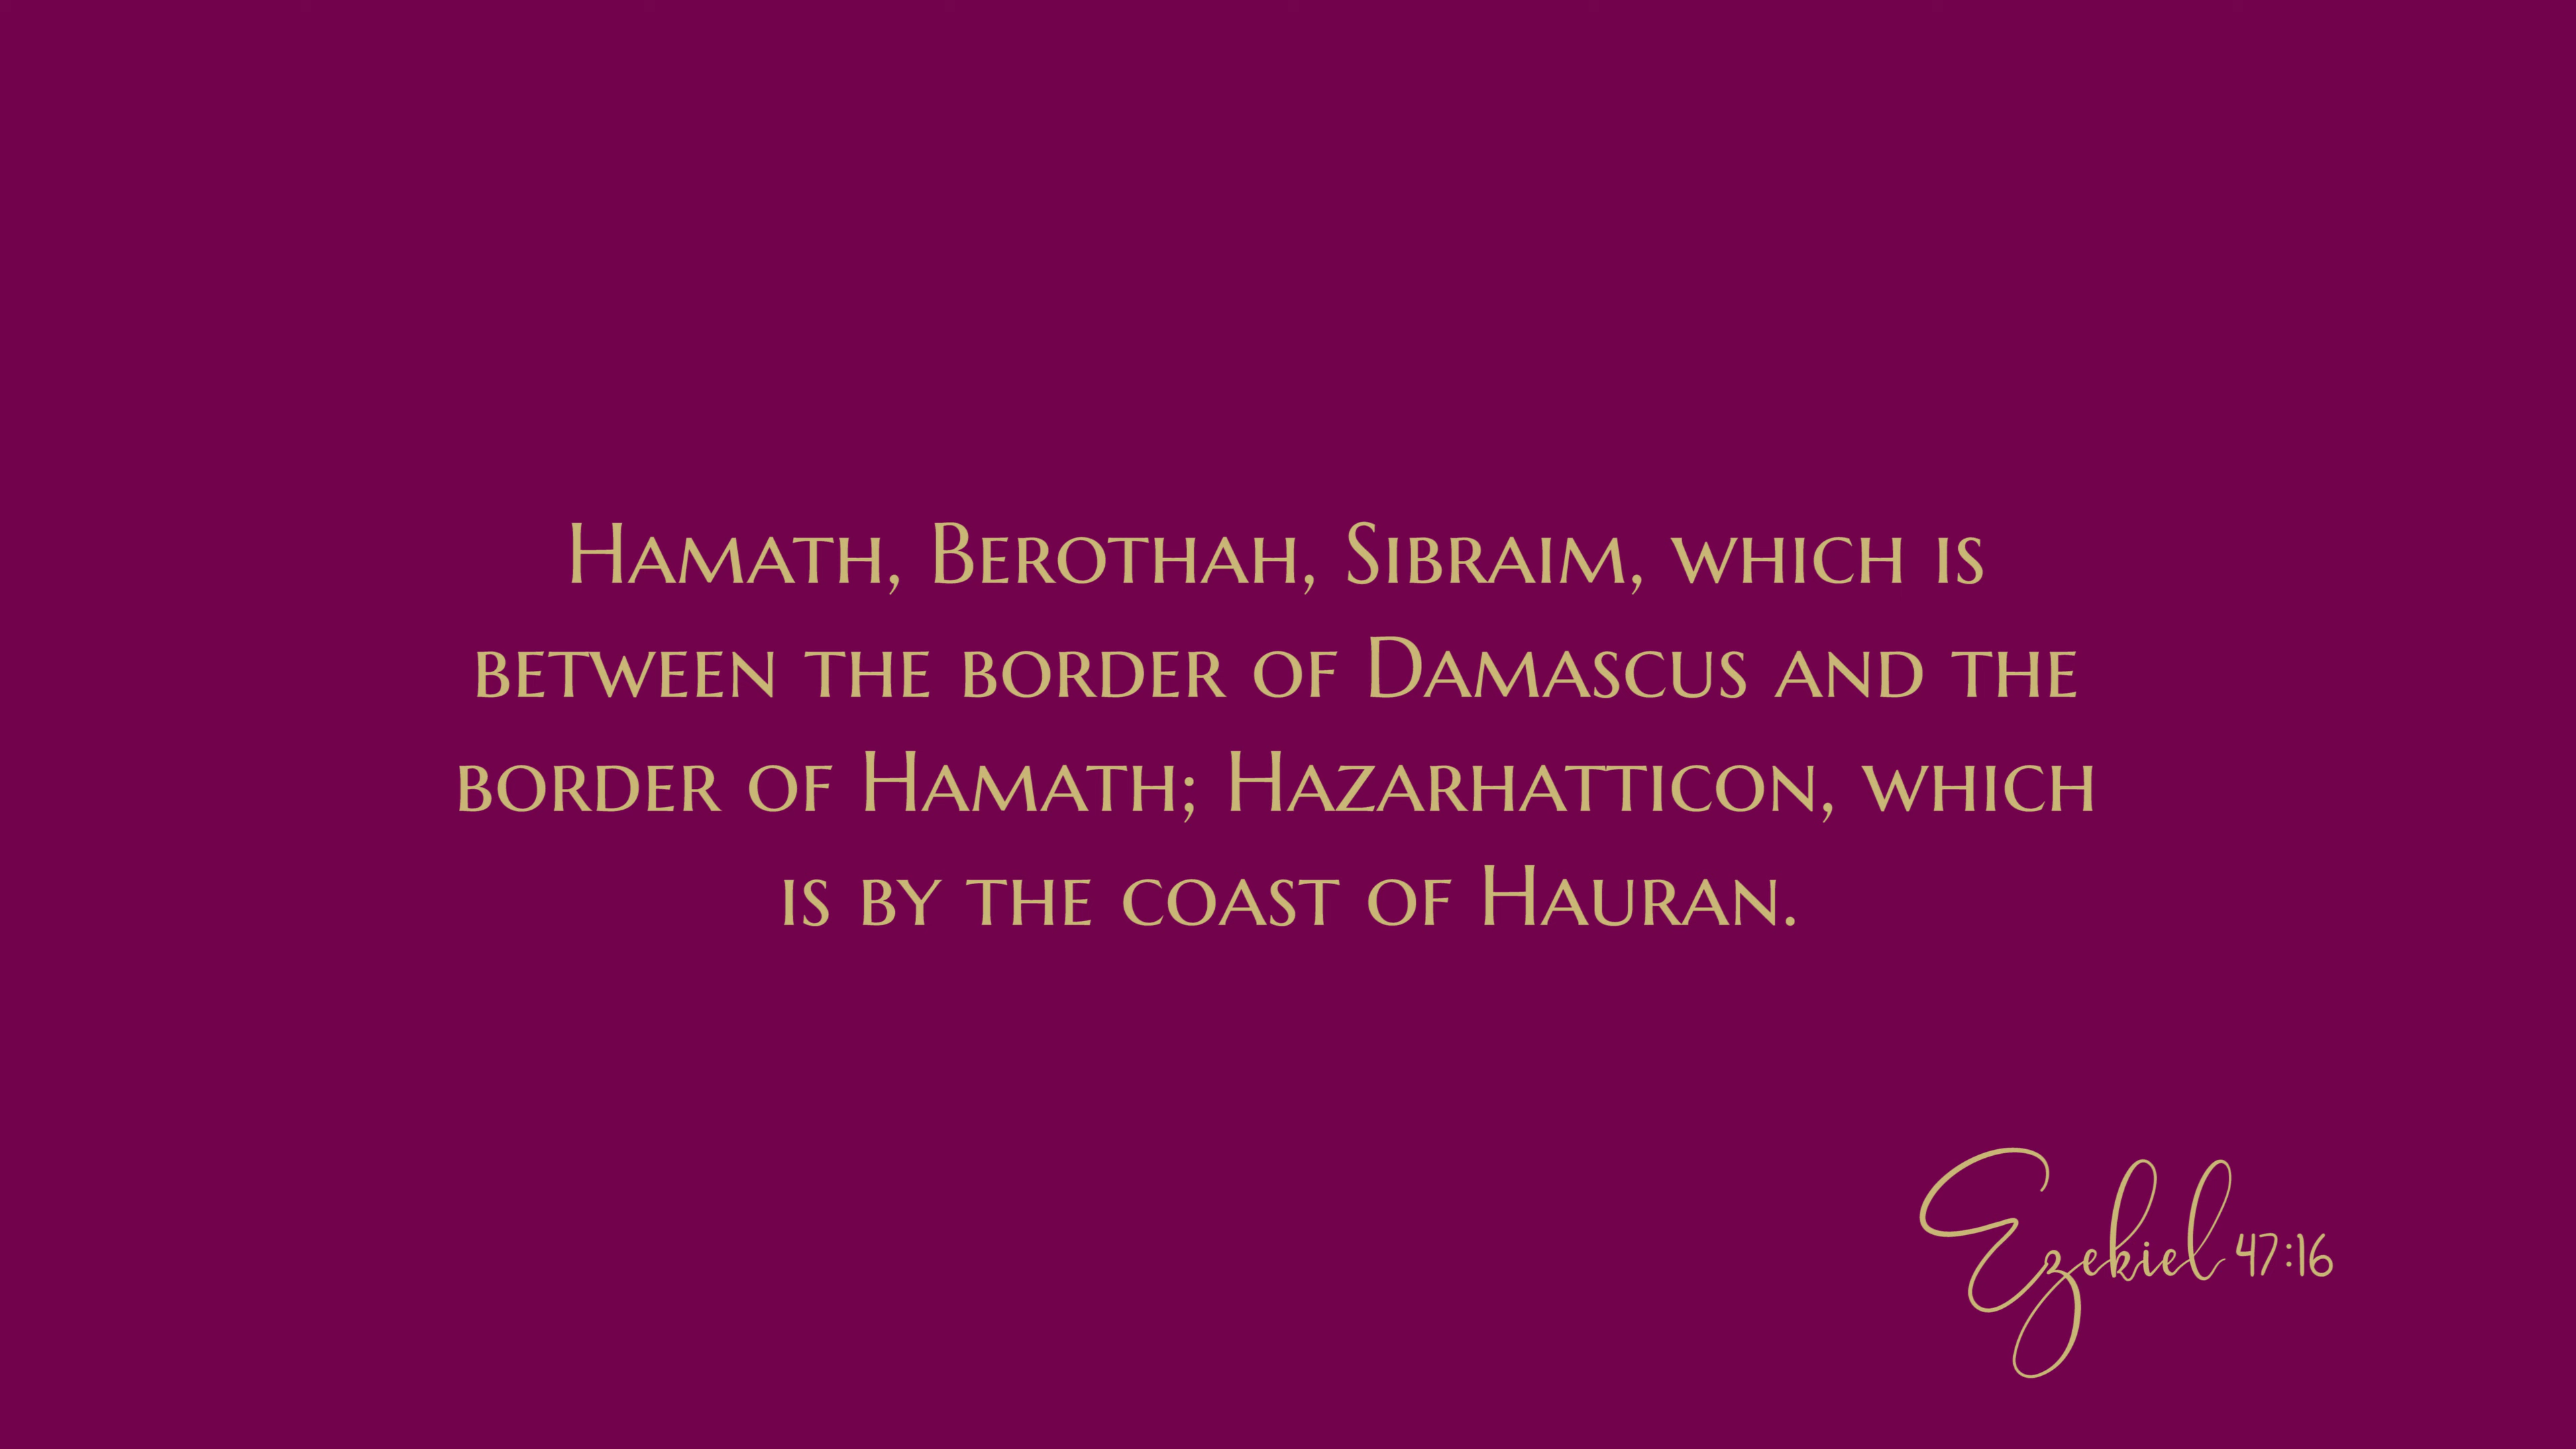 Hamath, Berothah, Sibraim, which is
between the border of Damascus and the
border of Hamath; Hazarhatticon, which
is by the coast of Hauran.
Ezekiel 47:16